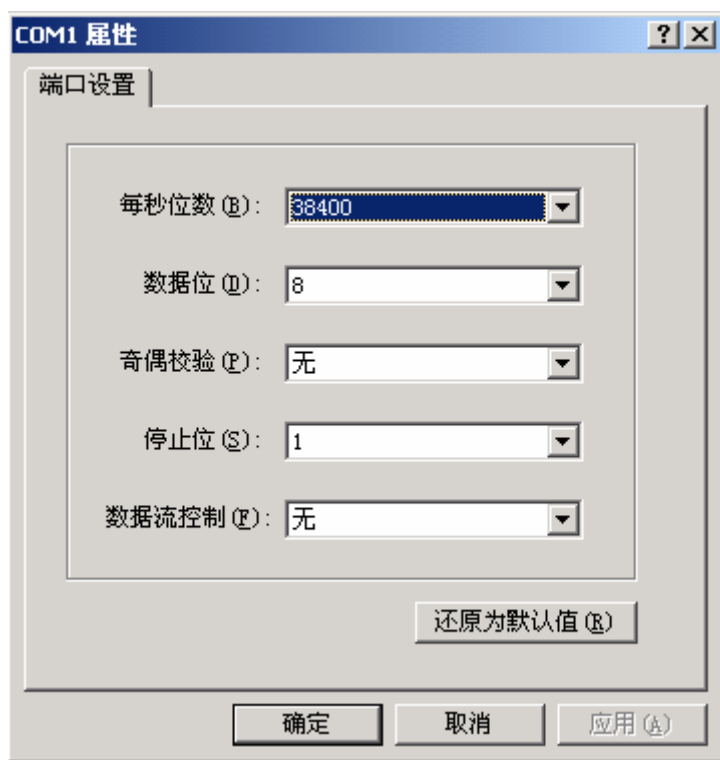 COM1 属性
端口设置
每秒位数(B): 38400
数据位(D): 8
奇偶校验(P): 无
停止位(S): 1
数据流控制(F): 无
还原为默认值(R)
确定 取消 应用(A)